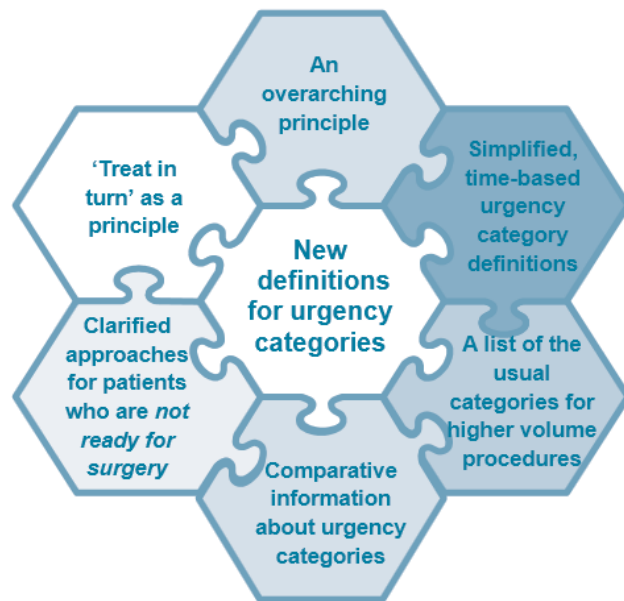 An
overarching
principle
Simplified,
time-based
urgency
category
definitions
‘Treat in
turn’ as a
principle
New
definitions
for urgency
categories
Clarified
approaches
for patients
who are not
ready for
surgery
A list of the
usual
categories for
higher volume
procedures
Comparative
information
about urgency
categories